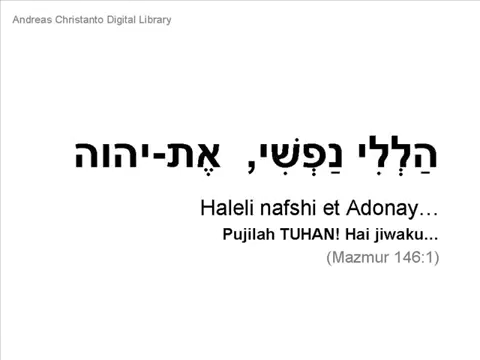 Andreas Christanto Digital Library
הַלְלִי נַפְשִׁי, אֶת-יהוה
Haleli nafshi et Adonay…
Pujilah TUHAN! Hai jiwaku…
(Mazmur 146:1)